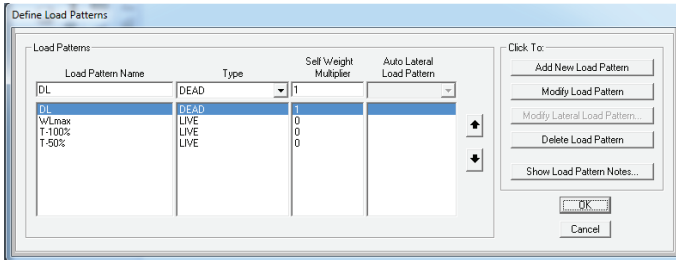 Define Load Patterns
Load Patterns
Click To:
Load Pattern Name Type Self Weight Multiplier Auto Lateral Load Pattern
DL DEAD 1
DL DEAD 1
WLmax LIVE 0
T-100% LIVE 0
T-50% LIVE 0
Add New Load Pattern
Modify Load Pattern
Modify Lateral Load Pattern...
Delete Load Pattern
Show Load Pattern Notes...
OK
Cancel